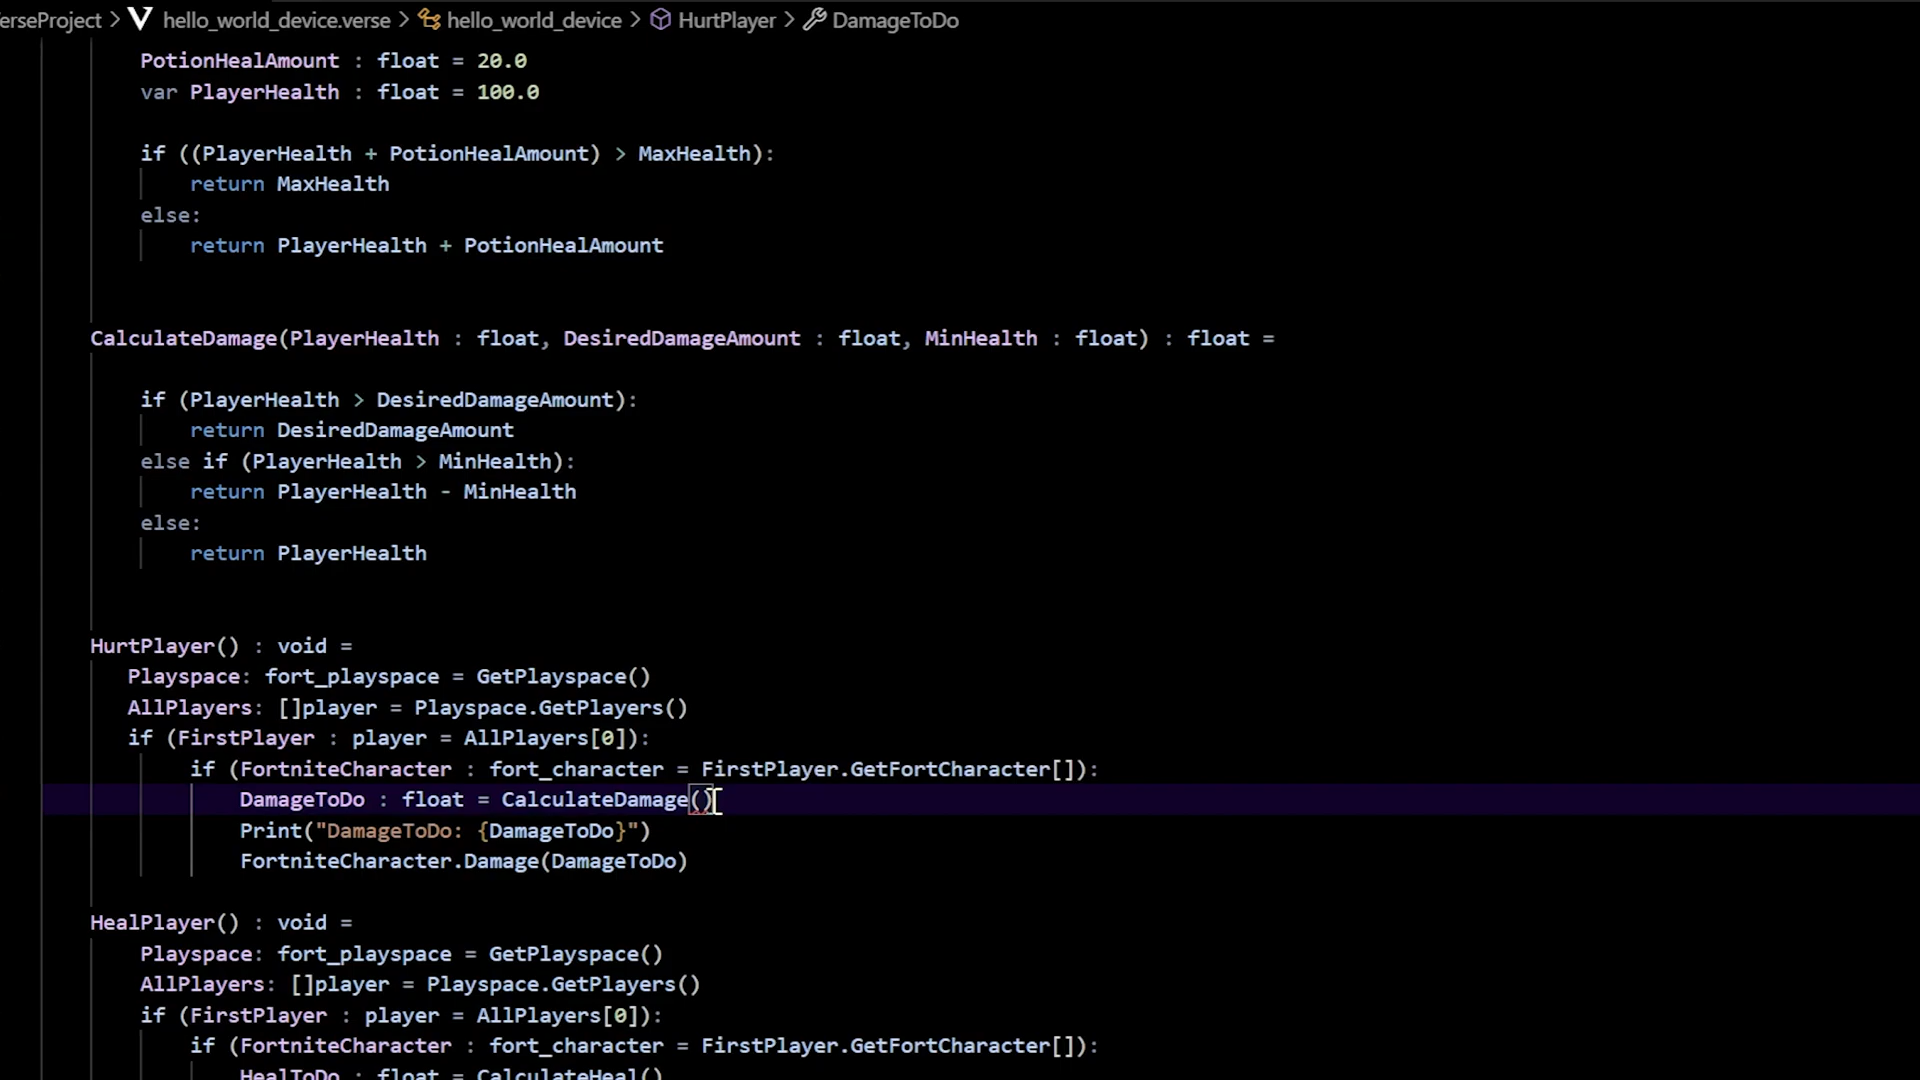 erseProject > hello_world_device.verse > hello_world_device > HurtPlayer > DamageToDo
PotionHealAmount : float = 20.0
var PlayerHealth : float = 100.0
if ((PlayerHealth + PotionHealAmount) > MaxHealth):
return MaxHealth
else:
return PlayerHealth + PotionHealAmount
CalculateDamage(PlayerHealth : float, DesiredDamageAmount : float, MinHealth : float) : float =
if (PlayerHealth > DesiredDamageAmount):
return DesiredDamageAmount
else if (PlayerHealth > MinHealth):
return PlayerHealth - MinHealth
else:
return PlayerHealth
HurtPlayer() : void =
Playspace: fort_playspace = GetPlayspace()
AllPlayers: []player = Playspace.GetPlayers()
if (FirstPlayer : player = AllPlayers[0]):
if (FortniteCharacter : fort_character = FirstPlayer.GetFortCharacter[]):
DamageToDo : float = CalculateDamage()
Print("DamageToDo: {DamageToDo}")
FortniteCharacter.Damage(DamageToDo)
HealPlayer() : void =
Playspace: fort_playspace = GetPlayspace()
AllPlayers: []player = Playspace.GetPlayers()
if (FirstPlayer : player = AllPlayers[0]):
if (FortniteCharacter : fort_character = FirstPlayer.GetFortCharacter[]):
HealToDo : float = CalculateHeal()